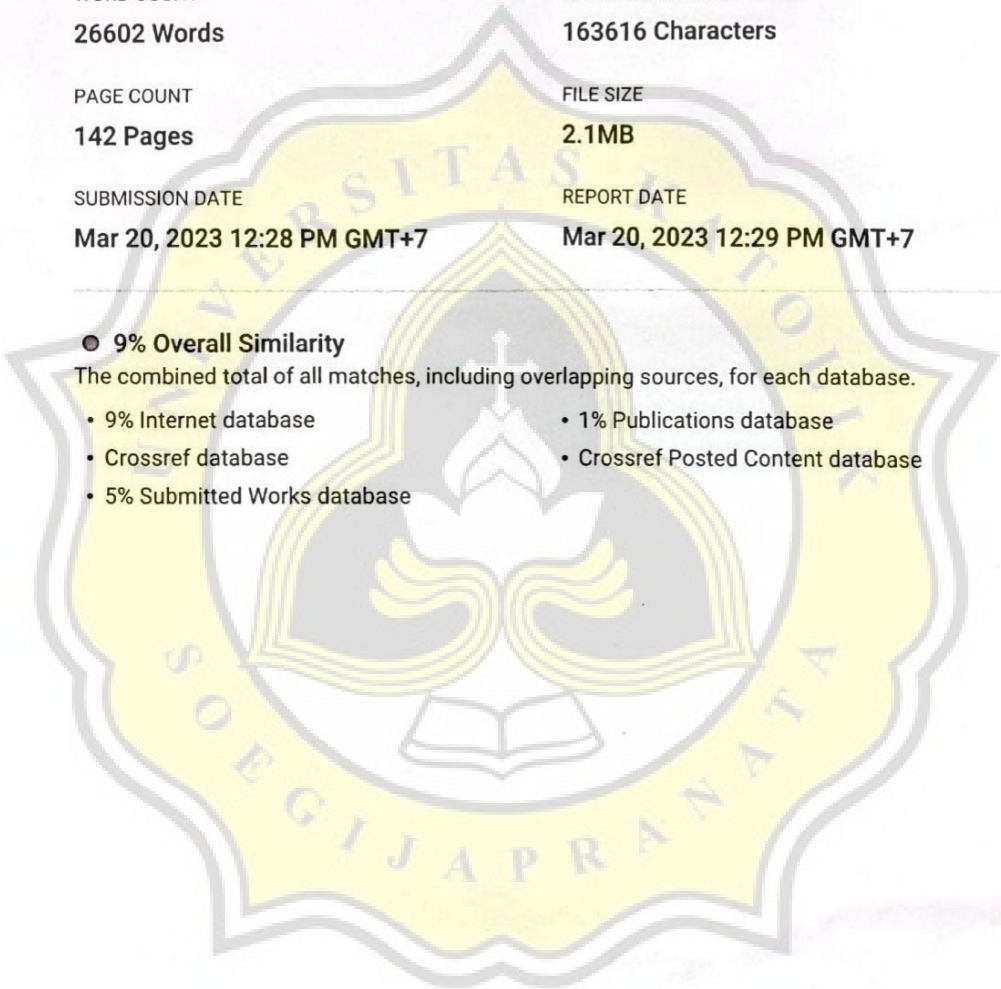 26602 Words
163616 Characters
PAGE COUNT
FILE SIZE
142 Pages
2.1MB
SUBMISSION DATE
REPORT DATE
Mar 20, 2023 12:28 PM GMT+7
Mar 20, 2023 12:29 PM GMT+7
9% Overall Similarity
The combined total of all matches, including overlapping sources, for each database.
• 9% Internet database
• 1% Publications database
• Crossref database
• Crossref Posted Content database
• 5% Submitted Works database
UNIVERSITAS KATOLIK
SOEGIJAPRANATA